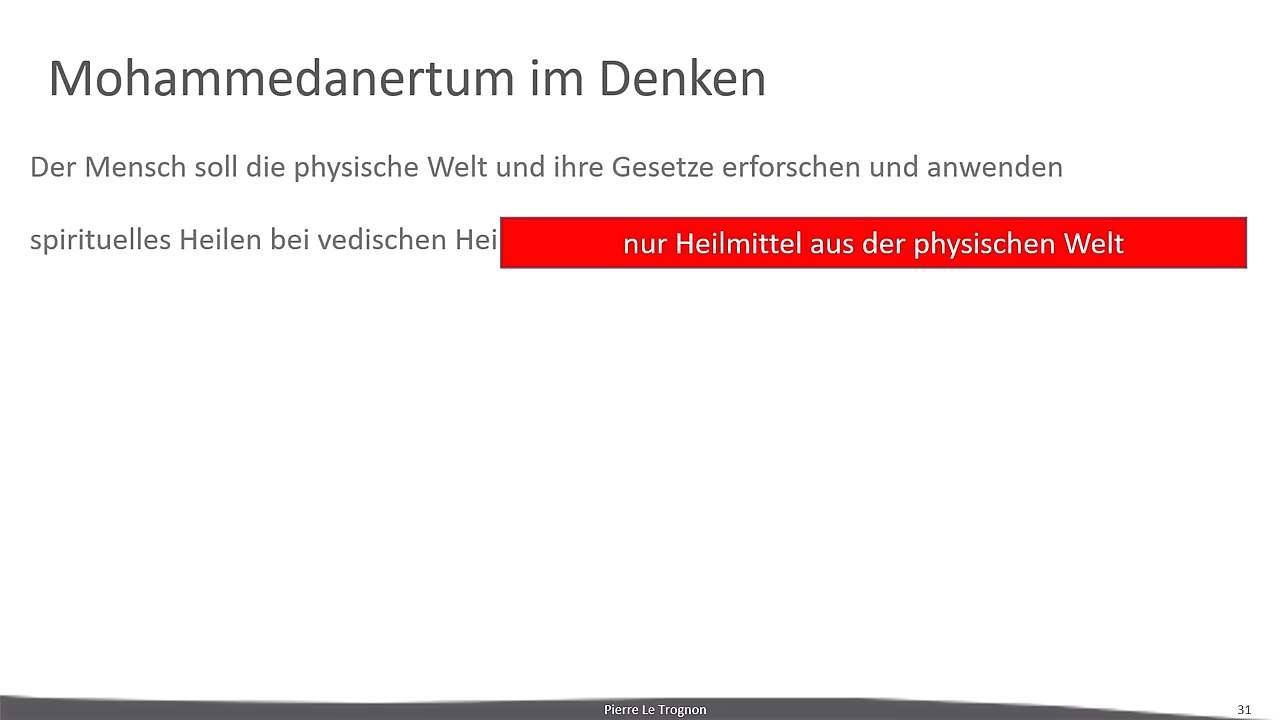 Mohammedanertum im Denken
Der Mensch soll die physische Welt und ihre Gesetze erforschen und anwenden
spirituelles Heilen bei vedischen Hei
nur Heilmittel aus der physischen Welt
Pierre Le Trognon
31